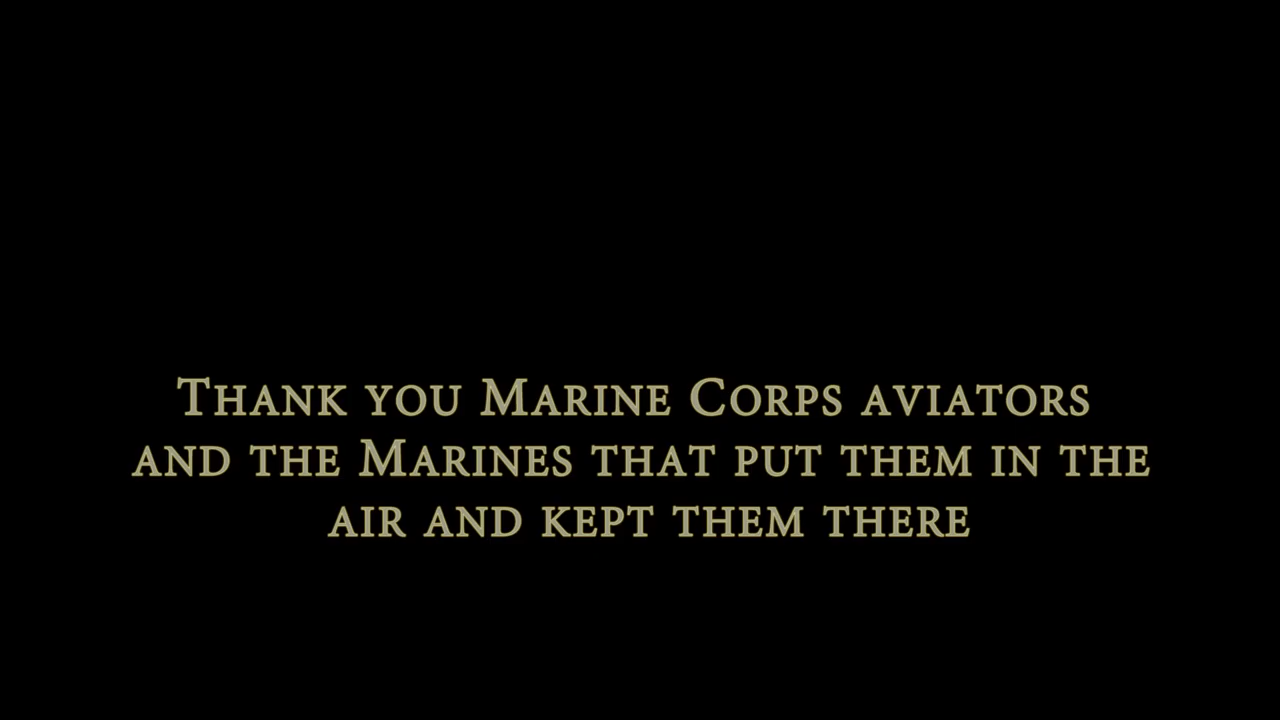 Thank you Marine Corps aviators
and the Marines that put them in the
air and kept them there